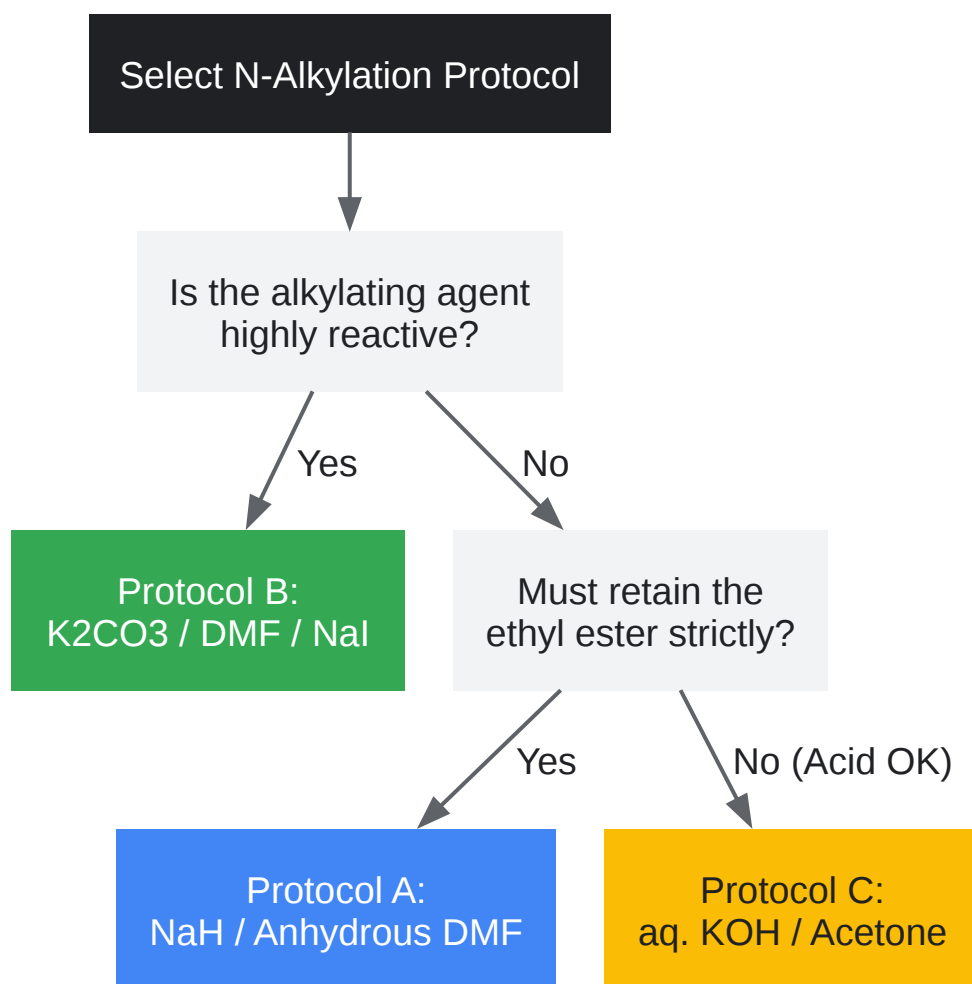 Select N-Alkylation Protocol
Is the alkylating agent
highly reactive?
Yes
No
Protocol B:
K2CO3 / DMF / NaI
Must retain the
ethyl ester strictly?
Yes
No (Acid OK)
Protocol A:
NaH / Anhydrous DMF
Protocol C:
aq. KOH / Acetone